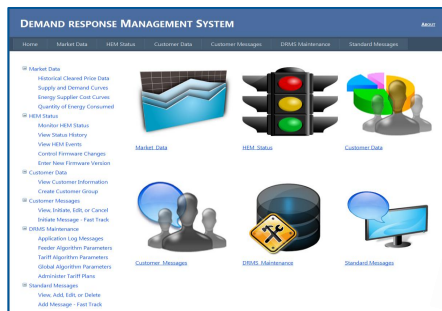 DEMAND RESPONSE MANAGEMENT SYSTEM
ABOUT
Home Market Data HEM Status Customer Data Customer Messages DRMS Maintenance Standard Messages
Market Data
Historical Cleared Price Data
Supply and Demand Curves
Energy Supplier Cost Curves
Quantity of Energy Consumed
HEM Status
Monitor HEM Status
View Status History
View HEM Events
Control Firmware Changes
Enter New Firmware Version
Customer Data
View Customer Information
Create Customer Group
Customer Messages
View, Initiate, Edit, or Cancel
Initiate Message - Fast Track
DRMS Maintenance
Application Log Messages
Feeder Algorithm Parameters
Tariff Algorithm Parameters
Global Algorithm Parameters
Administer Tariff Plans
Standard Messages
View, Add, Edit, or Delete
Add Message - Fast Track
Market Data HEM Status Customer Data
Customer Messages DRMS Maintenance Standard Messages